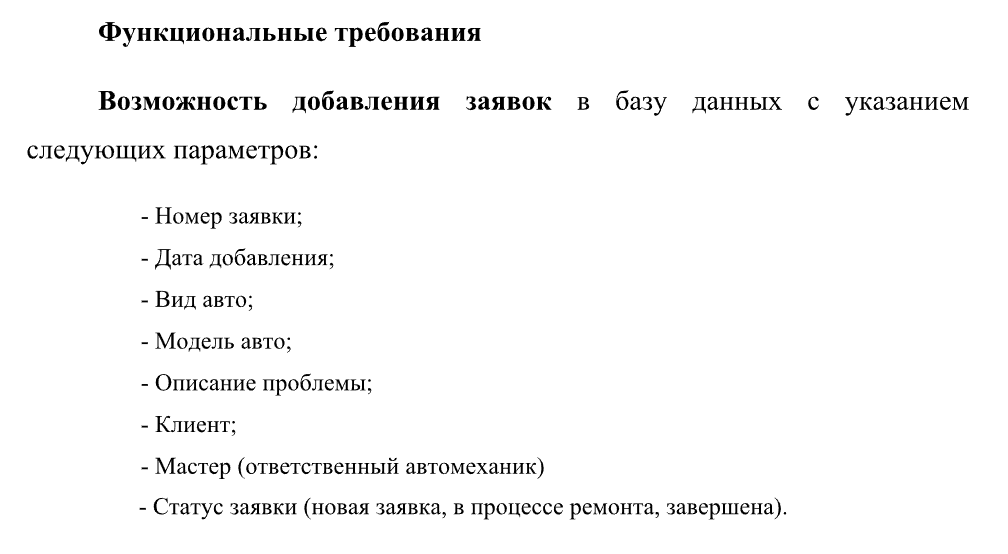 Функциональные требования
Возможность добавления заявок в базу данных с указанием
следующих параметров:
- Номер заявки;
- Дата добавления;
- Вид авто;
- Модель авто;
- Описание проблемы;
- Клиент;
- Мастер (ответственный автомеханик)
- Статус заявки (новая заявка, в процессе ремонта, завершена).